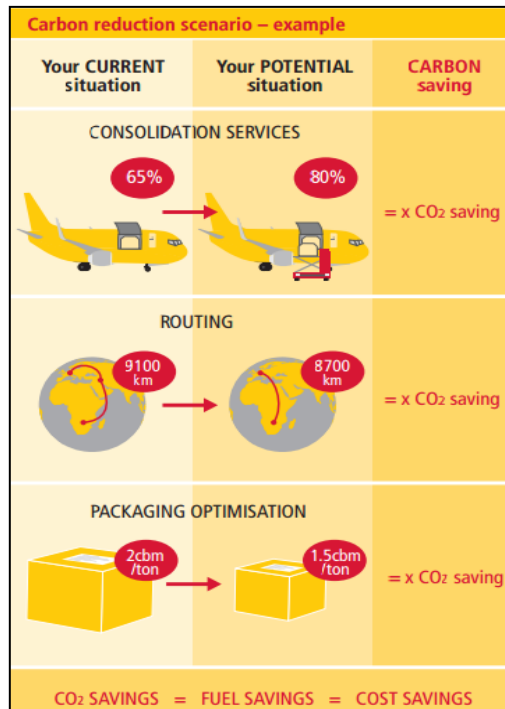 Carbon reduction scenario – example
Your CURRENT situation
Your POTENTIAL situation
CARBON saving
CONSOLIDATION SERVICES
65%
80%
= x CO₂ saving
ROUTING
9100 km
8700 km
= x CO₂ saving
PACKAGING OPTIMISATION
2cbm /ton
1.5cbm /ton
= x CO₂ saving
CO₂ SAVINGS = FUEL SAVINGS = COST SAVINGS